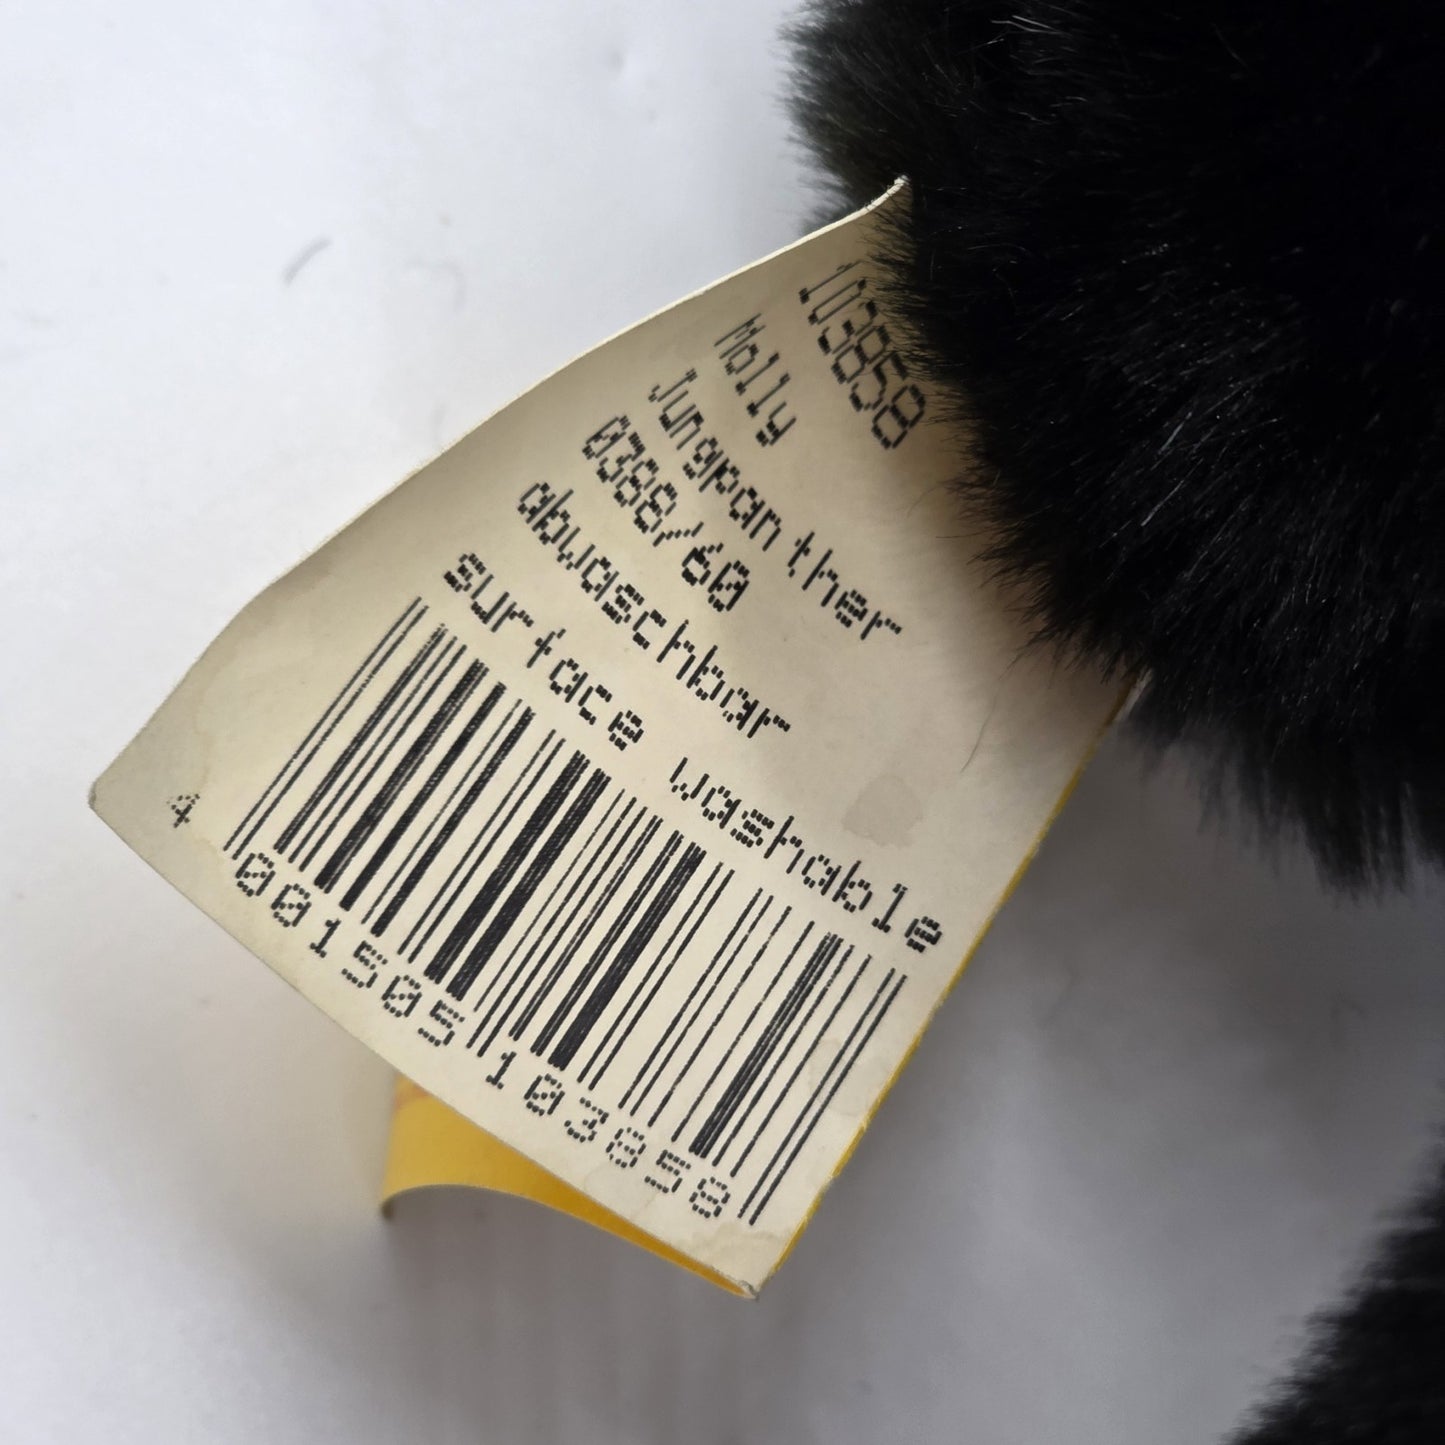 103858
Molly
Jungpanther
0388/60
abwaschbar
surface washable
4 001505 103858